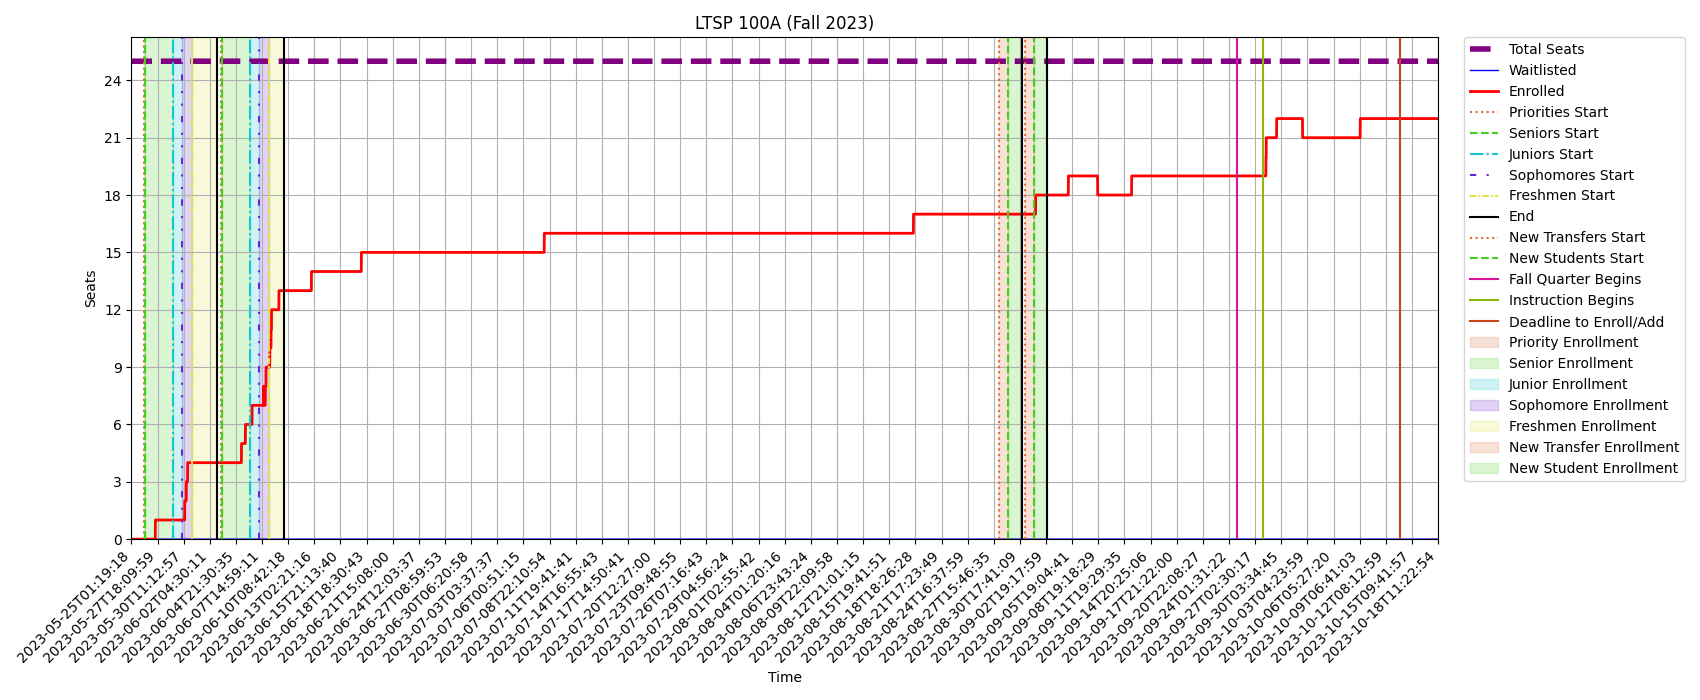 LTSP 100A (Fall 2023)
Seats
24
21
18
15
12
9
6
3
0
2023-05-25T01:19:18
2023-05-27T18:09:59
2023-05-30T11:12:57
2023-06-02T04:30:11
2023-06-04T21:30:35
2023-06-07T14:59:11
2023-06-10T08:42:18
2023-06-13T02:21:16
2023-06-15T21:13:40
2023-06-18T18:30:43
2023-06-21T15:08:00
2023-06-24T12:03:37
2023-06-27T08:59:53
2023-06-30T06:20:58
2023-07-03T03:37:37
2023-07-06T00:51:15
2023-07-08T22:10:54
2023-07-11T19:41:41
2023-07-14T16:55:43
2023-07-17T14:50:41
2023-07-20T12:27:00
2023-07-23T09:48:55
2023-07-26T07:16:43
2023-07-29T04:56:24
2023-08-01T02:55:42
2023-08-04T01:20:16
2023-08-06T23:43:24
2023-08-09T22:09:58
2023-08-12T21:01:15
2023-08-15T19:41:51
2023-08-18T18:26:28
2023-08-21T17:23:49
2023-08-24T16:37:59
2023-08-27T15:46:35
2023-08-30T17:41:09
2023-09-02T19:17:59
2023-09-05T19:04:41
2023-09-08T19:18:29
2023-09-11T19:29:35
2023-09-14T20:25:06
2023-09-17T21:22:00
2023-09-20T22:08:27
2023-09-24T01:31:22
2023-09-27T02:30:17
2023-09-30T03:34:45
2023-10-03T04:23:59
2023-10-06T05:27:20
2023-10-09T06:41:03
2023-10-12T08:12:59
2023-10-15T09:41:57
2023-10-18T11:22:54
Time
Total Seats
Waitlisted
Enrolled
Priorities Start
Seniors Start
Juniors Start
Sophomores Start
Freshmen Start
End
New Transfers Start
New Students Start
Fall Quarter Begins
Instruction Begins
Deadline to Enroll/Add
Priority Enrollment
Senior Enrollment
Junior Enrollment
Sophomore Enrollment
Freshmen Enrollment
New Transfer Enrollment
New Student Enrollment